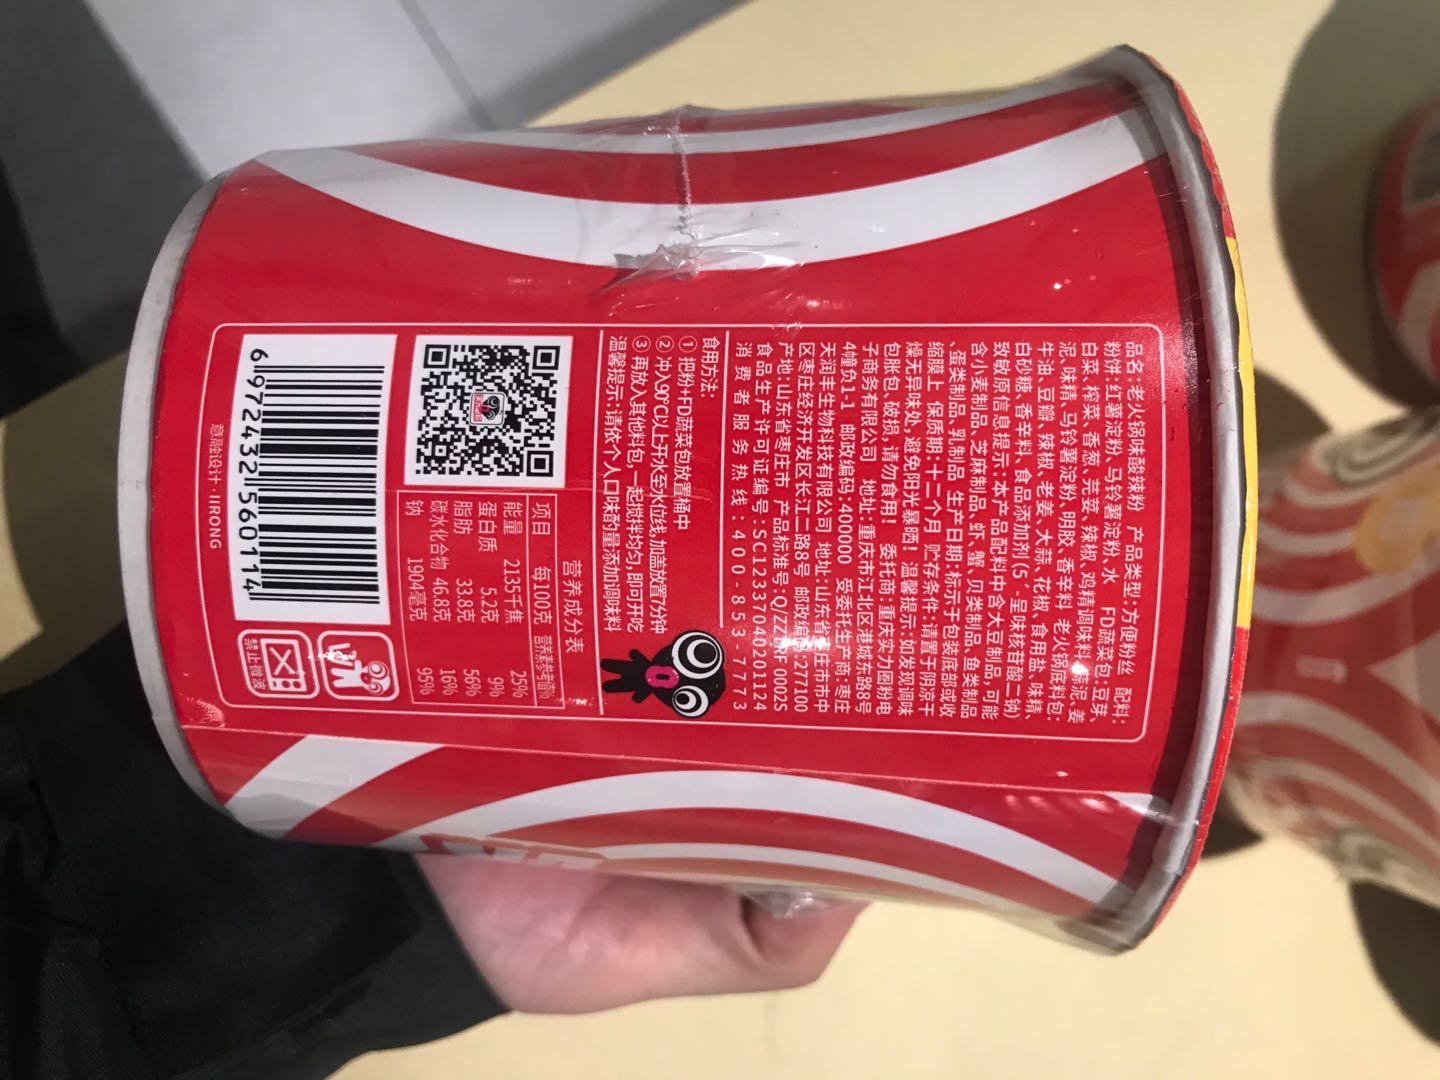 品名:老火锅味酸辣粉 产品类型:方便粉丝 配料:
粉饼:红薯淀粉、马铃薯淀粉、水 FD蔬菜包:豆芽、
白菜、榨菜、香葱、芫荽、辣椒、鸡精调味料、蒜泥、姜
泥、味精、马铃薯淀粉、明胶、香辛料 老火锅底料包:
牛油、豆瓣、辣椒、老姜、大蒜、花椒、食用盐、味精、
白砂糖、香辛料、食品添加剂(5´-呈味核苷酸二钠)
致敏原信息提示:本产品配料中含大豆制品,可能
含小麦制品、芝麻制品、虾、蟹、贝类制品、鱼类制品
、蛋类制品、乳制品 生产日期:标示于包装底部或收
缩膜上 保质期:十二个月 贮存条件:请置于阴凉干
燥无异味处,避免阳光暴晒! 温馨提示:如发现调味
包胀包、破损,请勿食用! 委托商:重庆实力圈粉电
子商务有限公司 地址:重庆市江北区港城东路8号
4幢负1-1 邮政编码:400000 受委托生产商:枣庄
天润丰生物科技有限公司 地址:山东省枣庄市市中
区枣庄经济开发区长江二路8号 邮政编码:277100
产地:山东省枣庄市 产品标准号:Q/ZZRF 0002S
食品生产许可证编号:SC12337040201124
消费者服务热线:400-853-7773
食用方法:
① 把粉+FD蔬菜包放置桶中
② 冲入90℃以上开水至水位线,加盖放置7分钟
③ 再放入其他料包,一起搅拌均匀,即可开吃
温馨提示:请依个人口味酌量添加调味料
营养成分表
项目 每100克 营养素参考值%
能量 2135千焦 25%
蛋白质 5.2克 9%
脂肪 33.8克 56%
碳水化合物 46.8克 16%
钠 1904毫克 95%
禁止微波
6 972432 560114
意融设计·IIRONG